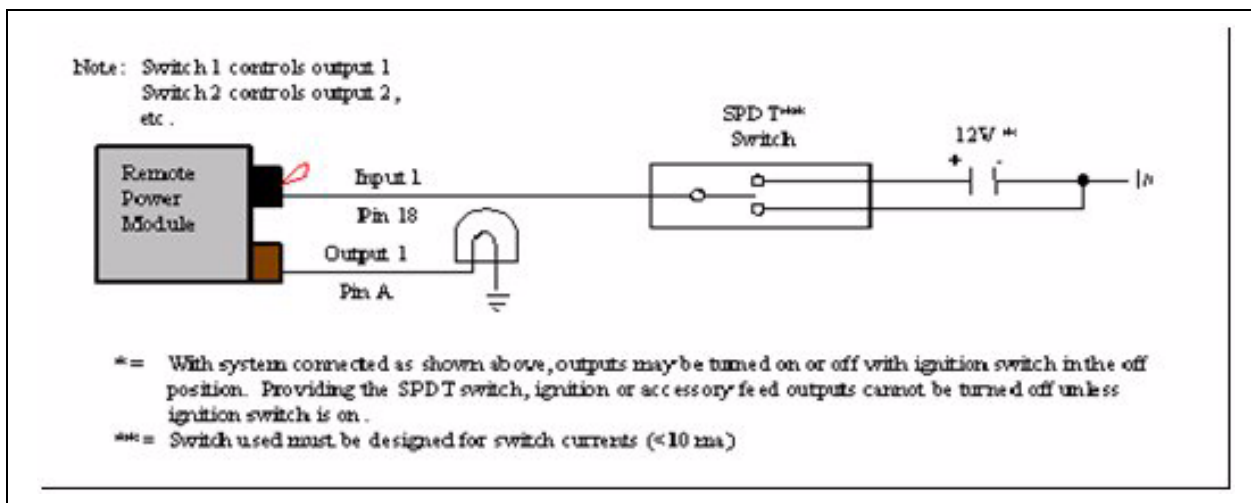 Note: Switch 1 controls output 1
Switch 2 controls output 2,
etc.
SPDT***
Switch
12V **
+ -
Remote
Power
Module
Input 1
Pin 18
Output 1
Pin A
*= With system connected as shown above, outputs may be turned on or off with ignition switch in the off
position. Providing the SPDT switch, ignition or accessory feed outputs cannot be turned off unless
ignition switch is on.
***= Switch used must be designed for switch currents (<10 ma)